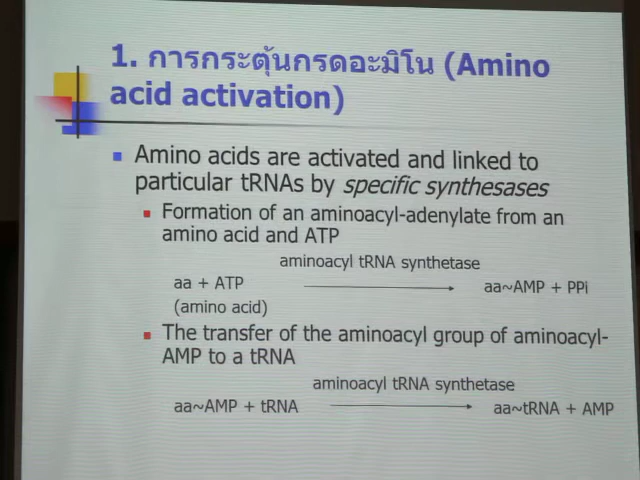 1. การกระตุ้นกรดอะมิโน (Amino
acid activation)
Amino acids are activated and linked to
particular tRNAs by specific synthesases
Formation of an aminoacyl-adenylate from an
amino acid and ATP
aminoacyl tRNA synthetase
aa + ATP aa~AMP + PPi
(amino acid)
The transfer of the aminoacyl group of aminoacyl-
AMP to a tRNA
aminoacyl tRNA synthetase
aa~AMP + tRNA aa~tRNA + AMP